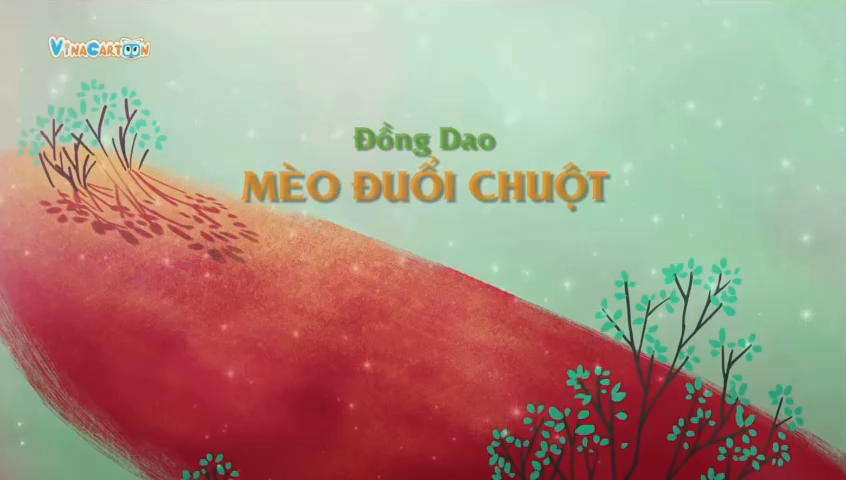 VINACARTOON
Đồng Dao
MÈO ĐUỔI CHUỘT